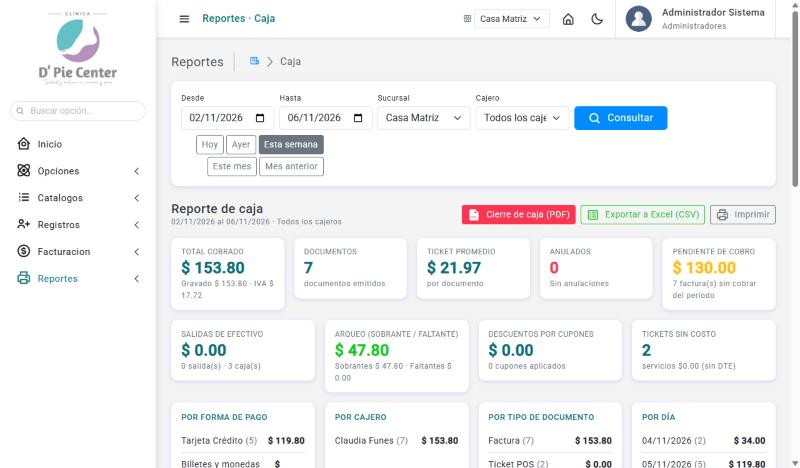 CLINICA
D' Pie Center
Buscar opción...
Inicio
Opciones
Catalogos
Registros
Facturacion
Reportes
Reportes · Caja
Casa Matriz
Administrador Sistema
Administradores
Reportes
Caja
Desde
Hasta
Sucursal
Cajero
02/11/2026
06/11/2026
Casa Matriz
Todos los caje
Consultar
Hoy
Ayer
Esta semana
Este mes
Mes anterior
Reporte de caja
02/11/2026 al 06/11/2026 · Todos los cajeros
Cierre de caja (PDF)
Exportar a Excel (CSV)
Imprimir
TOTAL COBRADO
$ 153.80
Gravado $ 153.80 · IVA $
17.72
DOCUMENTOS
7
documentos emitidos
TICKET PROMEDIO
$ 21.97
por documento
ANULADOS
0
Sin anulaciones
PENDIENTE DE COBRO
$ 130.00
7 factura(s) sin cobrar
del periodo
SALIDAS DE EFECTIVO
$ 0.00
0 salida(s) · 3 caja(s)
ARQUEO (SOBRANTE / FALTANTE)
$ 47.80
Sobrantes $ 47.80 · Faltantes $
0.00
DESCUENTOS POR CUPONES
$ 0.00
0 cupones aplicados
TICKETS SIN COSTO
2
servicios $0.00 (sin DTE)
POR FORMA DE PAGO
Tarjeta Crédito (5) $ 119.80
Billetes y monedas $
POR CAJERO
Claudia Funes (7) $ 153.80
POR TIPO DE DOCUMENTO
Factura (7) $ 153.80
Ticket POS (2) $ 0.00
POR DÍA
04/11/2026 (2) $ 34.00
05/11/2026 (5) $ 119.80